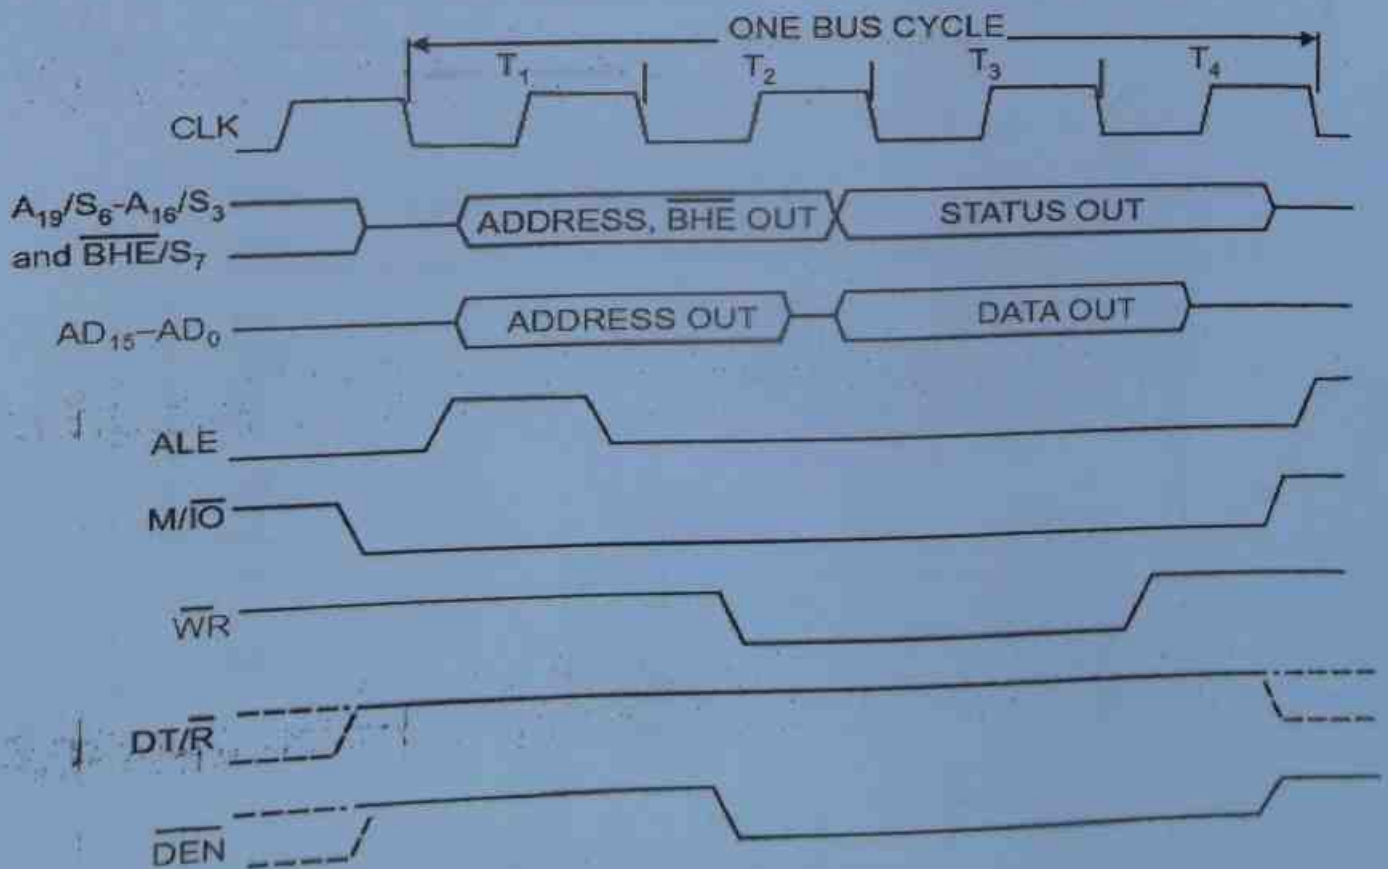 ONE BUS CYCLE
T₁ T₂ T₃ T₄
CLK
A₁₉/S₆-A₁₆/S₃
and B̅H̅E̅/S₇
ADDRESS, B̅H̅E̅ OUT
STATUS OUT
AD₁₅–AD₀
ADDRESS OUT
DATA OUT
ALE
M/I̅O̅
W̅R̅
DT/R̅
D̅E̅N̅